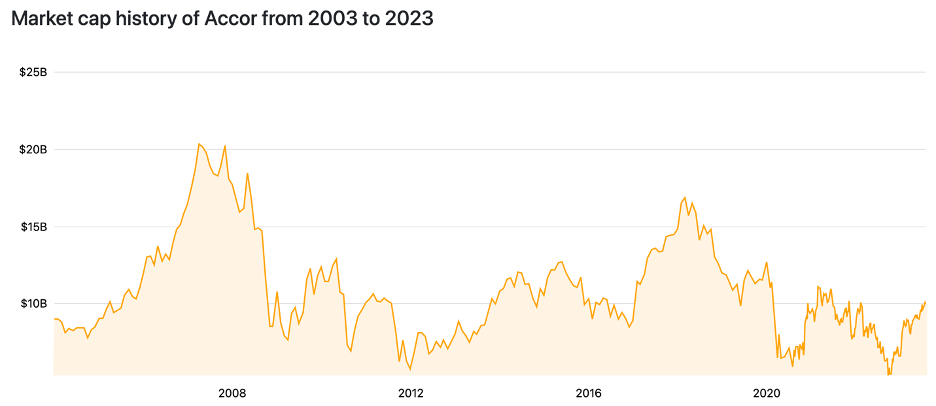 Market cap history of Accor from 2003 to 2023
$25B
$20B
$15B
$10B
2008 2012 2016 2020